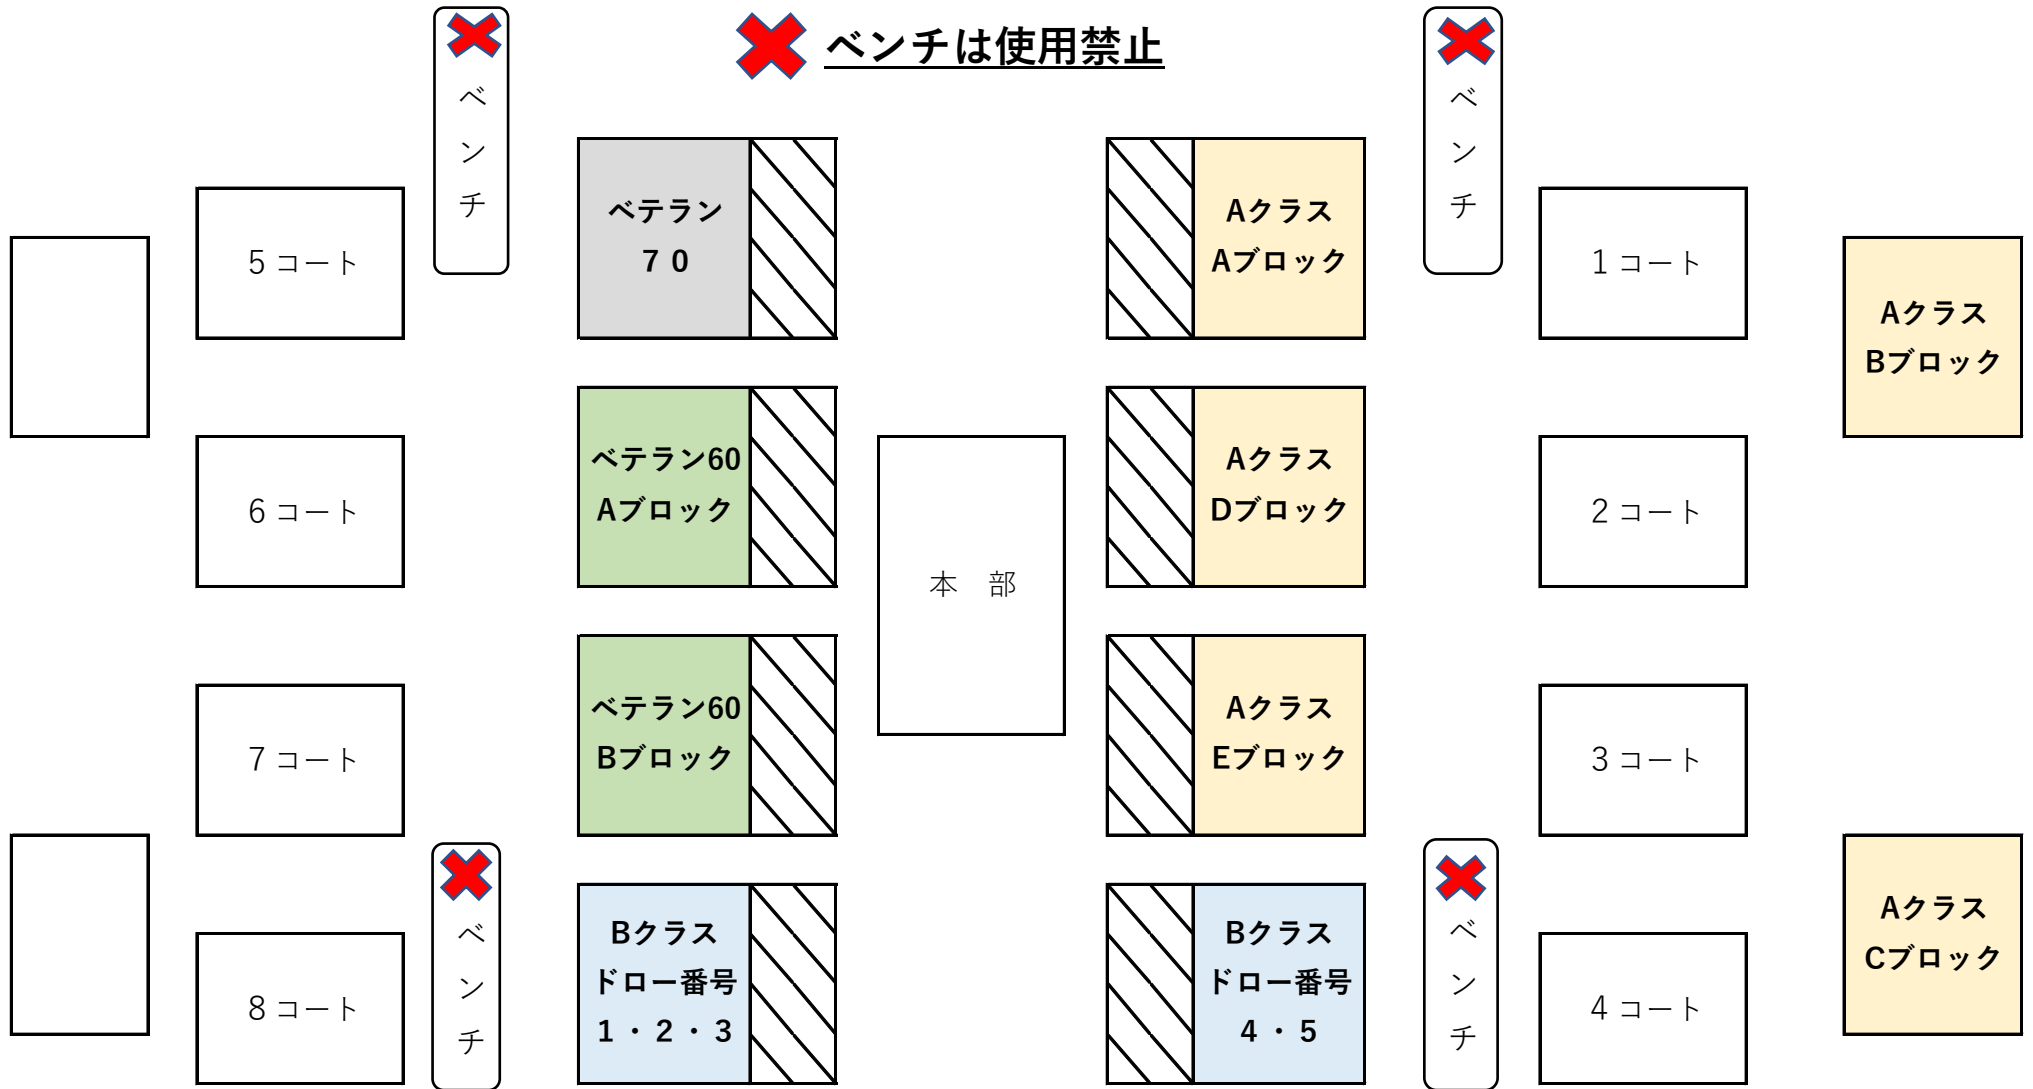 ベンチは使用禁止
ベンチ
ベンチ
ベテラン
７０
Aクラス
Aブロック
5コート
1コート
Aクラス
Bブロック
ベテラン60
Aブロック
Aクラス
Dブロック
6コート
2コート
本　部
ベテラン60
Bブロック
Aクラス
Eブロック
7コート
3コート
ベンチ
ベンチ
Bクラス
ドロー番号
1・2・3
Bクラス
ドロー番号
4・5
8コート
4コート
Aクラス
Cブロック